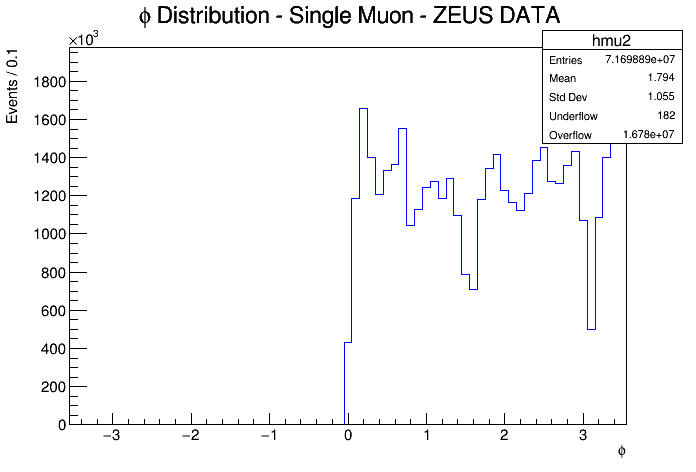 ϕ Distribution - Single Muon - ZEUS DATA
×10³
hmu2
Entries 7.169889e+07
Mean 1.794
Std Dev 1.055
Underflow 182
Overflow 1.678e+07
Events / 0.1
1800
1600
1400
1200
1000
800
600
400
200
0
−3 −2 −1 0 1 2 3
ϕ